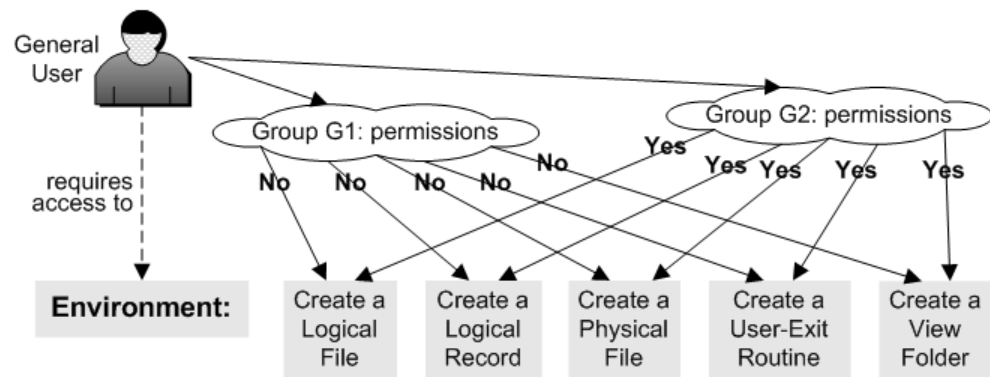 General
User
Group G1: permissions
Group G2: permissions
No
No
No
No
No
Yes
Yes
Yes
Yes
Yes
requires
access to
Environment:
Create a
Logical
File
Create a
Logical
Record
Create a
Physical
File
Create a
User-Exit
Routine
Create a
View
Folder